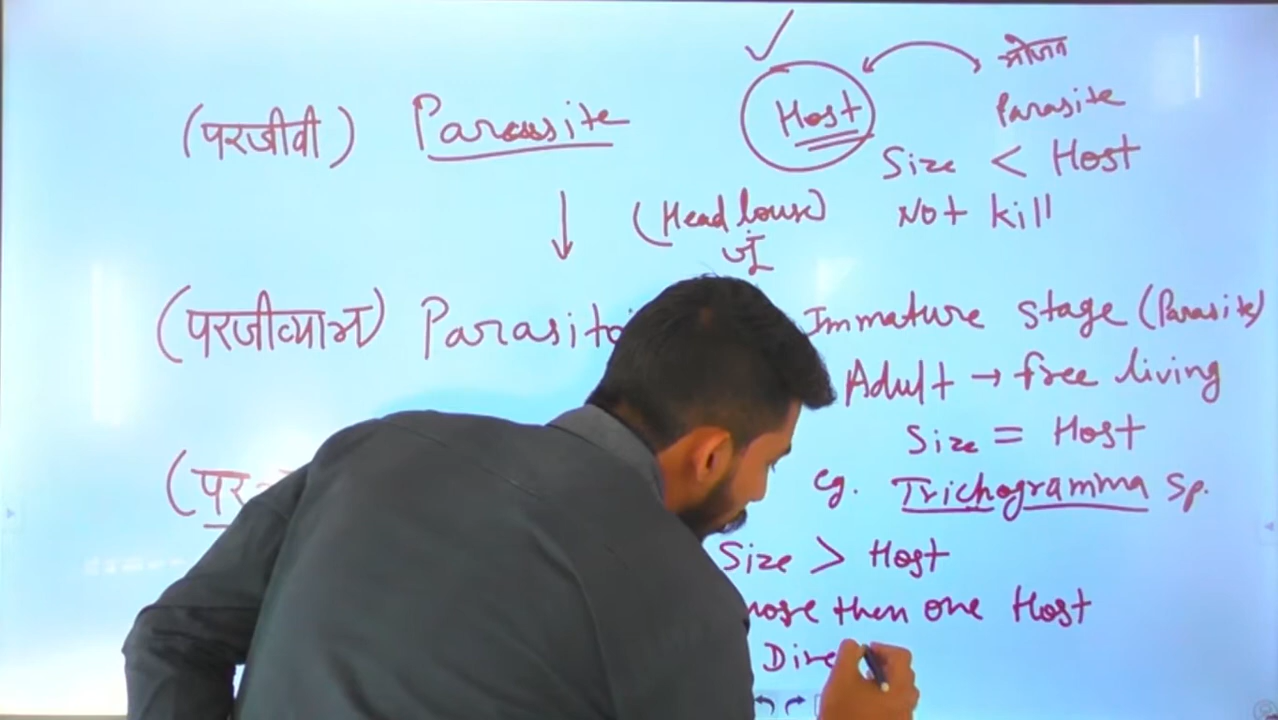 (परजीवी) Parasite
Host
भोजन
Parasite
Size < Host
Not kill
(Head louse)
जूँ
(परजीव्याभ) Parasito
Immature stage (Parasite)
Adult → free living
Size = Host
eg. Trichogramma Sp.
(पर
Size > Host
more then one Host
Dire